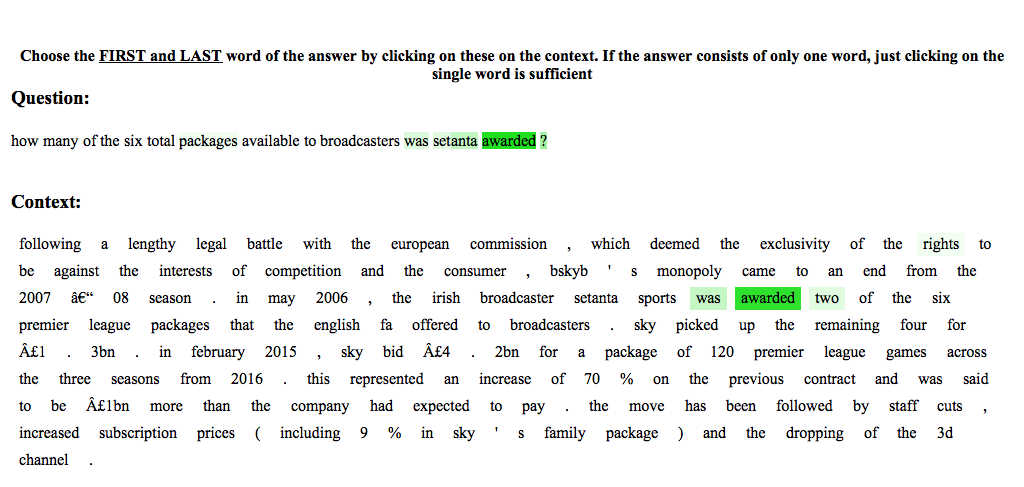 Choose the FIRST and LAST word of the answer by clicking on these on the context. If the answer consists of only one word, just clicking on the
single word is sufficient
Question:
how many of the six total packages available to broadcasters was setanta awarded ?
Context:
following a lengthy legal battle with the european commission , which deemed the exclusivity of the rights to
be against the interests of competition and the consumer , bskyb ' s monopoly came to an end from the
2007 â€“ 08 season . in may 2006 , the irish broadcaster setanta sports was awarded two of the six
premier league packages that the english fa offered to broadcasters . sky picked up the remaining four for
Â£1 . 3bn . in february 2015 , sky bid Â£4 . 2bn for a package of 120 premier league games across
the three seasons from 2016 . this represented an increase of 70 % on the previous contract and was said
to be Â£1bn more than the company had expected to pay . the move has been followed by staff cuts ,
increased subscription prices ( including 9 % in sky ' s family package ) and the dropping of the 3d
channel .